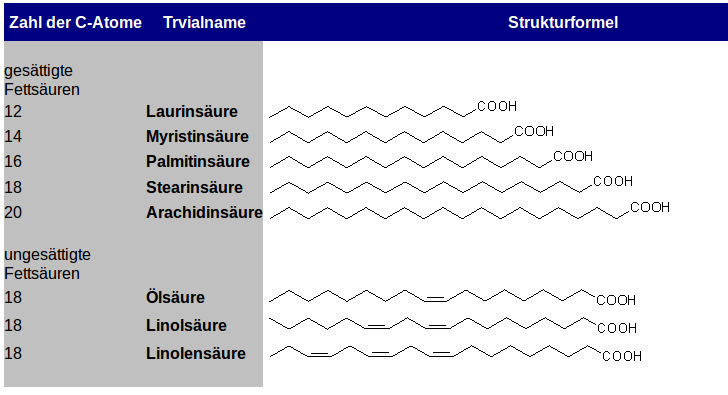 Zahl der C-Atome Trvialname Strukturformel
gesättigte
Fettsäuren
12 Laurinsäure COOH
14 Myristinsäure COOH
16 Palmitinsäure COOH
18 Stearinsäure COOH
20 Arachidinsäure COOH
ungesättigte
Fettsäuren
18 Ölsäure COOH
18 Linolsäure COOH
18 Linolensäure COOH